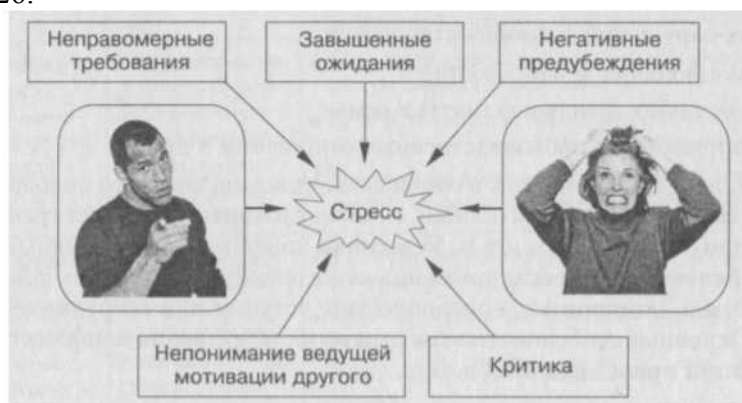 Неправомерные
требования
Завышенные
ожидания
Негативные
предубеждения
Стресс
Непонимание ведущей
мотивации другого
Критика